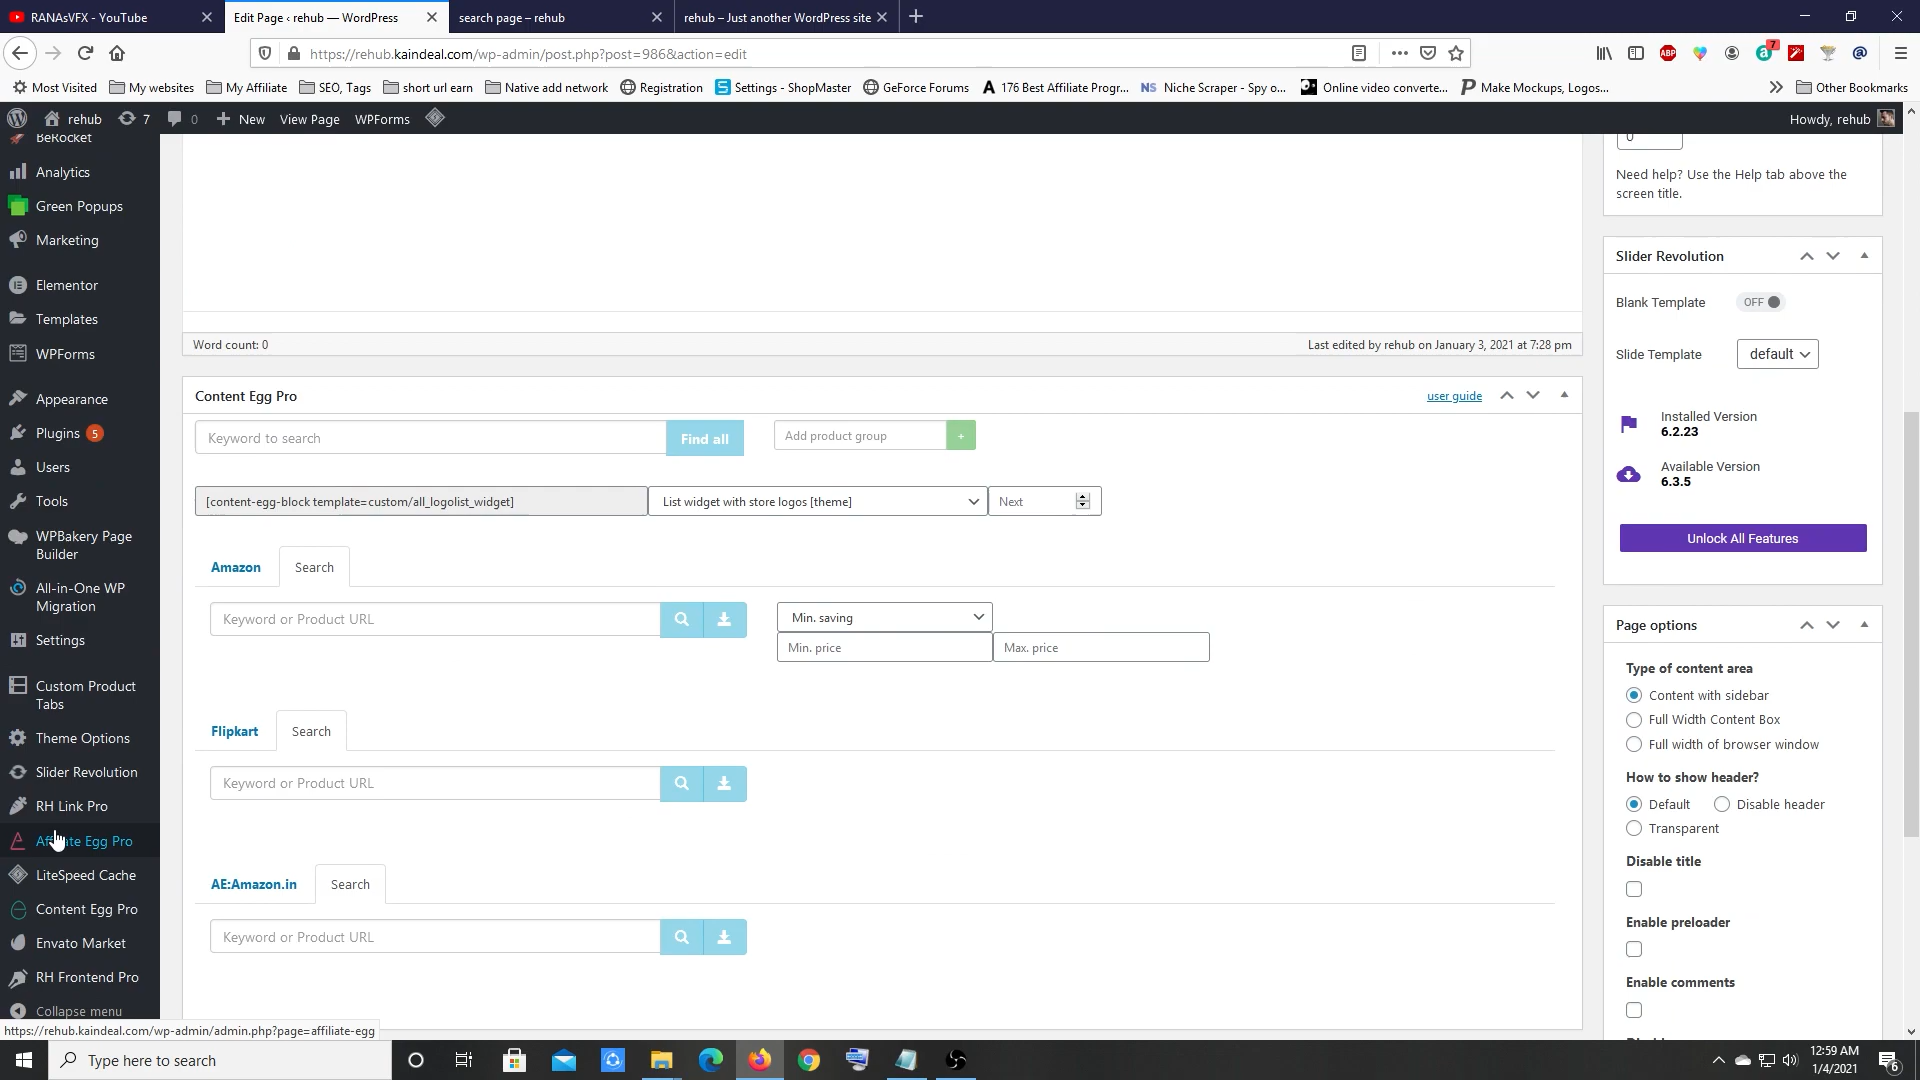 RANAsVFX - YouTube
Edit Page ‹ rehub — WordPress
search page – rehub
rehub – Just another WordPress site
https://rehub.kaindeal.com/wp-admin/post.php?post=986&action=edit
ABP
7
Most Visited
My websites
My Affiliate
SEO, Tags
short url earn
Native add network
Registration
Settings - ShopMaster
GeForce Forums
176 Best Affiliate Progr...
NS Niche Scraper - Spy o...
Online video converte...
Make Mockups, Logos...
Other Bookmarks
rehub
7
0
New
View Page
WPForms
Howdy, rehub
BeRocket
Analytics
Green Popups
Marketing
Elementor
Templates
WPForms
Appearance
Plugins 5
Users
Tools
WPBakery Page
Builder
All-in-One WP
Migration
Settings
Custom Product
Tabs
Theme Options
Slider Revolution
RH Link Pro
Affiliate Egg Pro
LiteSpeed Cache
Content Egg Pro
Envato Market
RH Frontend Pro
Collapse menu
https://rehub.kaindeal.com/wp-admin/admin.php?page=affiliate-egg
Word count: 0
Last edited by rehub on January 3, 2021 at 7:28 pm
Content Egg Pro
user guide
Keyword to search
Find all
Add product group
+
[content-egg-block template=custom/all_logolist_widget]
List widget with store logos [theme]
Next
Amazon
Search
Keyword or Product URL
Min. saving
Min. price
Max. price
Flipkart
Search
Keyword or Product URL
AE:Amazon.in
Search
Keyword or Product URL
0
Need help? Use the Help tab above the
screen title.
Slider Revolution
Blank Template
OFF
Slide Template
default
Installed Version
6.2.23
Available Version
6.3.5
Unlock All Features
Page options
Type of content area
Content with sidebar
Full Width Content Box
Full width of browser window
How to show header?
Default
Disable header
Transparent
Disable title
Enable preloader
Enable comments
Type here to search
12:59 AM
1/4/2021
6